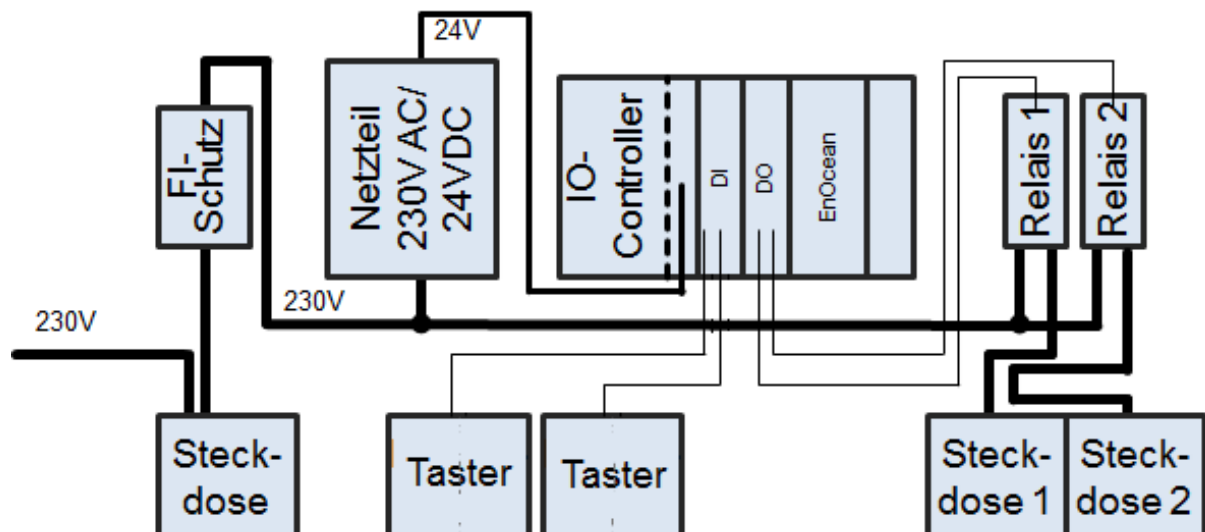 24V
FI-
Schutz
Netzteil
230V AC/
24VDC
IO-
Controller
DI
DO
EnOcean
Relais 1
Relais 2
230V
230V
Steck-
dose
Taster
Taster
Steck-
dose 1
Steck-
dose 2